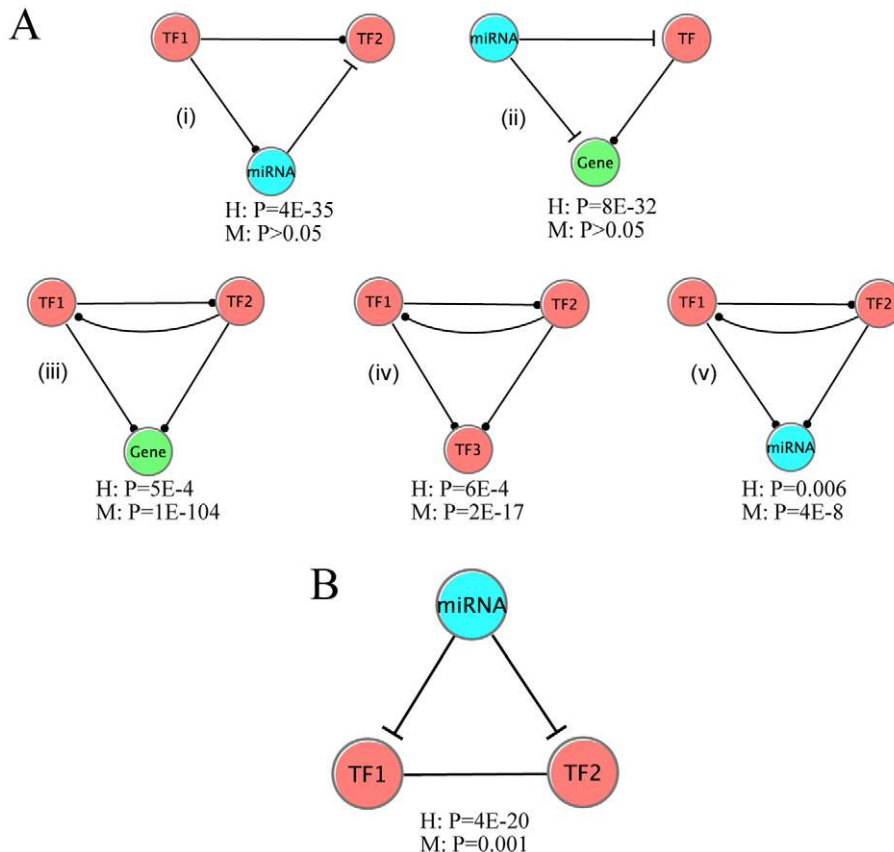 A
TF1
TF2
(i)
miRNA
H: P=4E-35
M: P>0.05
miRNA
TF
(ii)
Gene
H: P=8E-32
M: P>0.05
TF1
TF2
(iii)
Gene
H: P=5E-4
M: P=1E-104
TF1
TF2
(iv)
TF3
H: P=6E-4
M: P=2E-17
TF1
TF2
(v)
miRNA
H: P=0.006
M: P=4E-8
B
miRNA
TF1
TF2
H: P=4E-20
M: P=0.001